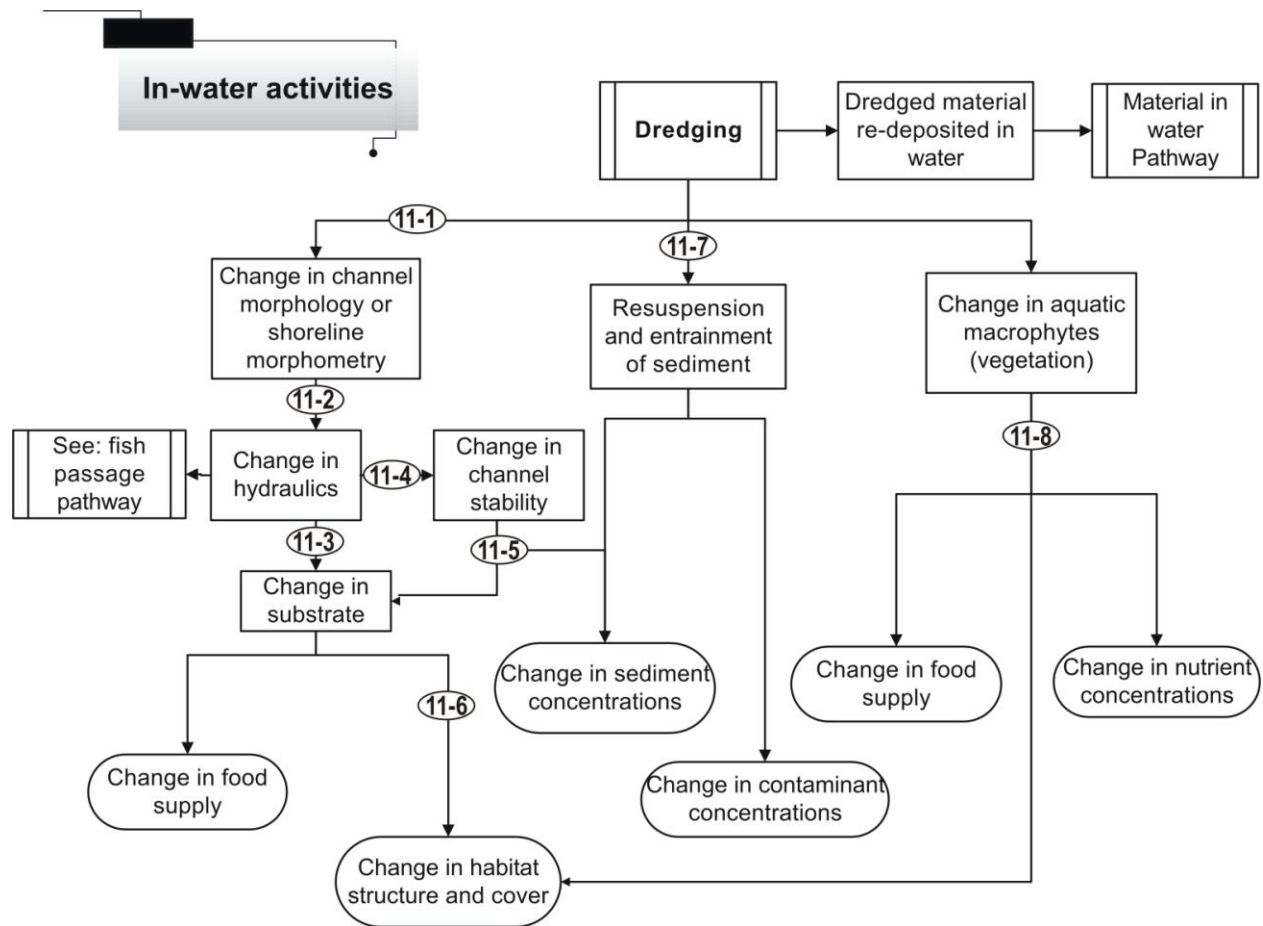 In-water activities
Dredging
Dredged material
re-deposited in
water
Material in
water
Pathway
11-1
11-7
Change in channel
morphology or
shoreline
morphometry
Resuspension
and entrainment
of sediment
Change in aquatic
macrophytes
(vegetation)
11-2
11-8
See: fish
passage
pathway
Change in
hydraulics
11-4
Change in
channel
stability
11-3
11-5
Change in
substrate
Change in sediment
concentrations
Change in food
supply
Change in nutrient
concentrations
11-6
Change in food
supply
Change in contaminant
concentrations
Change in habitat
structure and cover